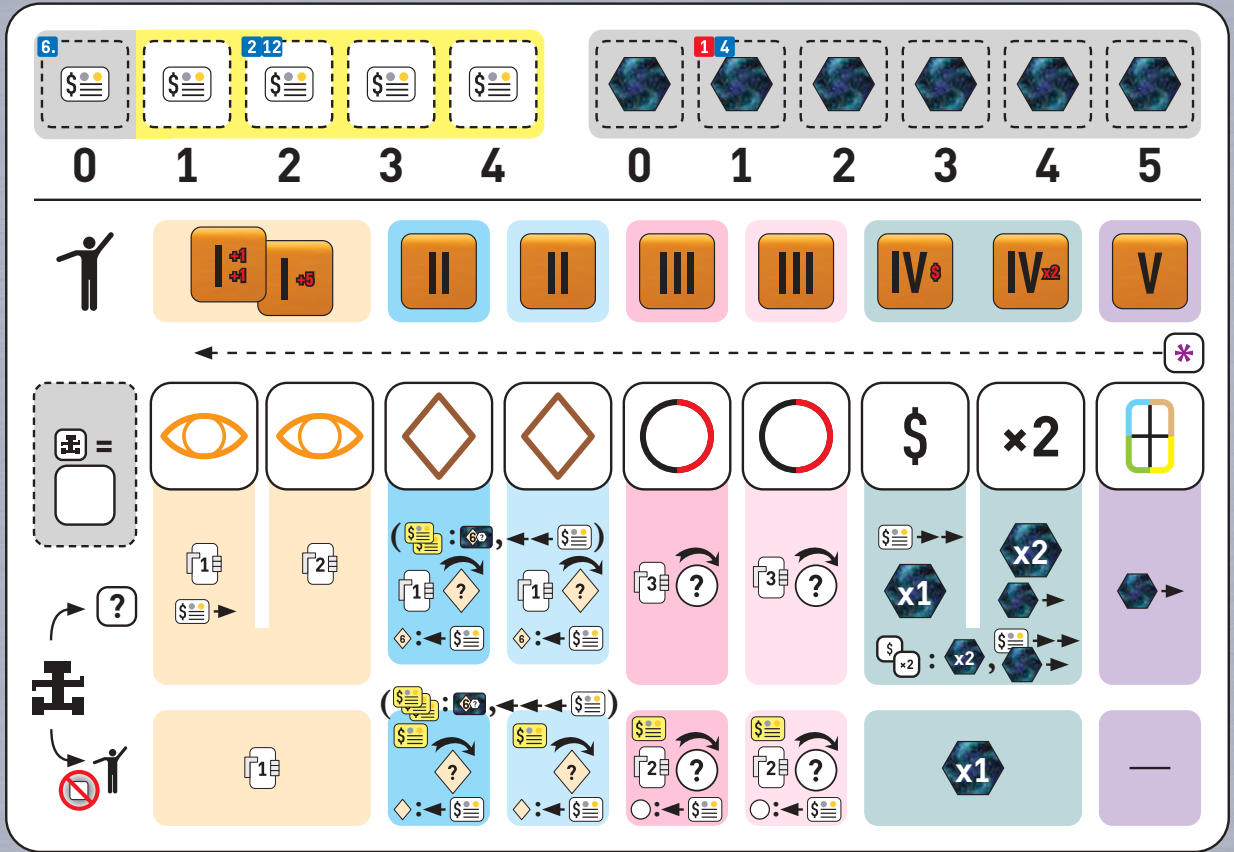 6. 2 12 1 4
$ $ $ $ $
0 1 2 3 4 0 1 2 3 4 5
I +1 +1 I +5 II II III III IV $ IV x2 V
*
= $ ×2
( $ $ : 6 ? , $ )
1 2 1 ? 1 ? 3 ? 3 ? $ x1 x2
$ 6 : $ 6 : $ $ ×2 : x2 , $
?
( $ $ $ : 6 ? , $ )
$ $ $ $
1 ? ? 2 ? 2 ? x1 —
: $ : $ : $ : $